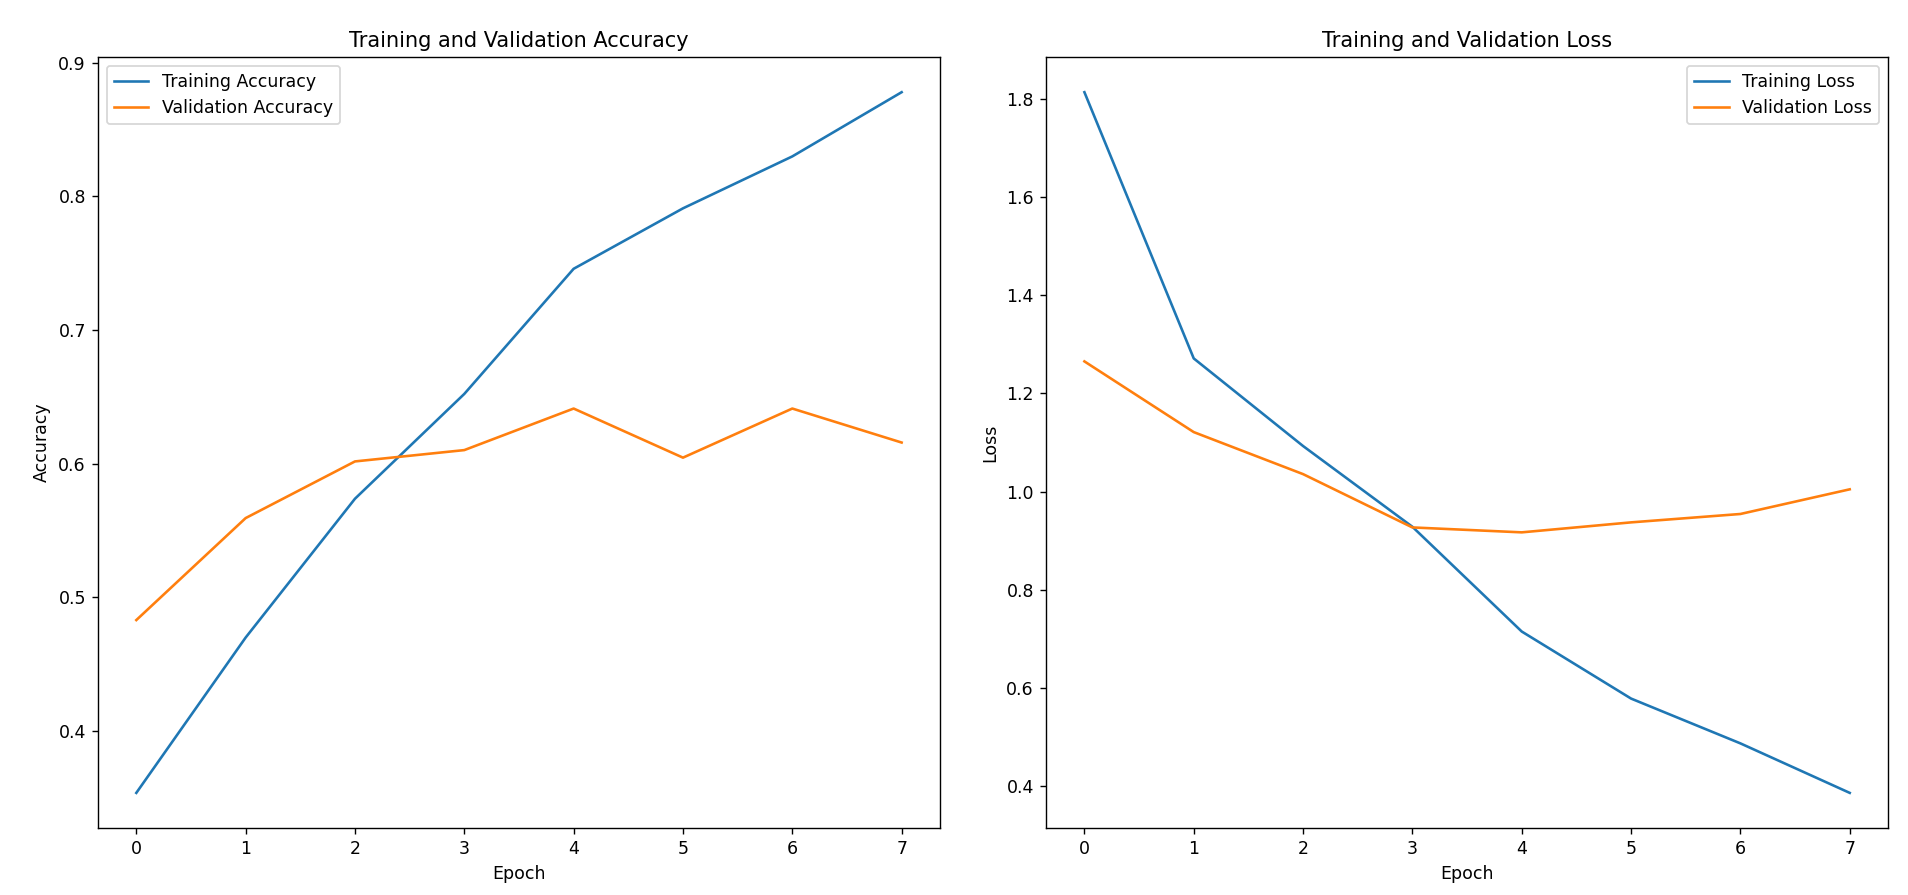 Training and Validation Accuracy
Training Accuracy
Validation Accuracy
Accuracy
0.9
0.8
0.7
0.6
0.5
0.4
0 1 2 3 4 5 6 7
Epoch
Training and Validation Loss
Training Loss
Validation Loss
Loss
1.8
1.6
1.4
1.2
1.0
0.8
0.6
0.4
0 1 2 3 4 5 6 7
Epoch